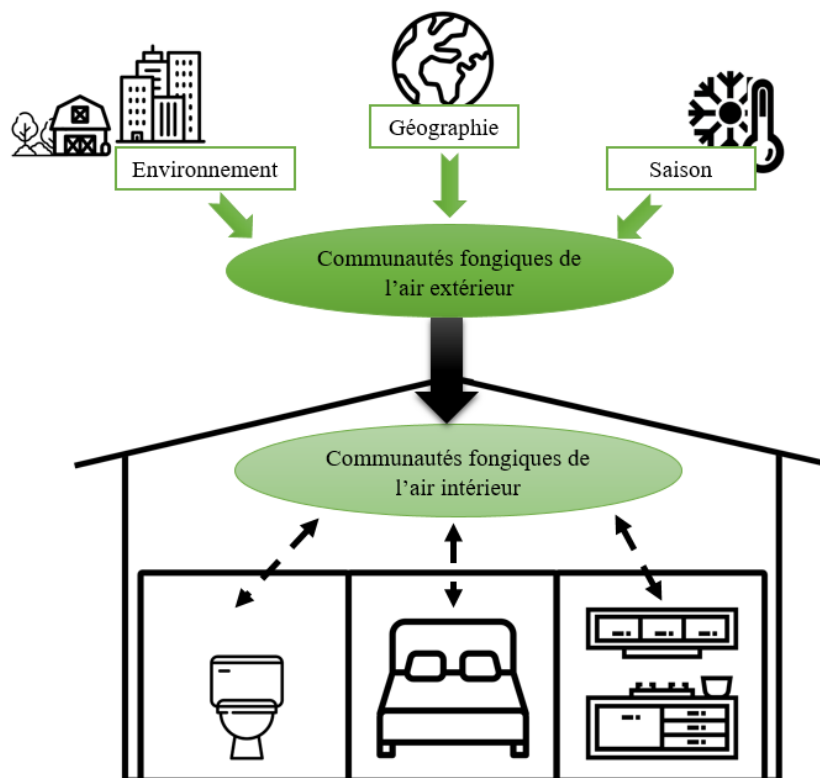 Géographie
Environnement
Saison
Communautés fongiques de
l’air extérieur
Communautés fongiques de
l’air intérieur